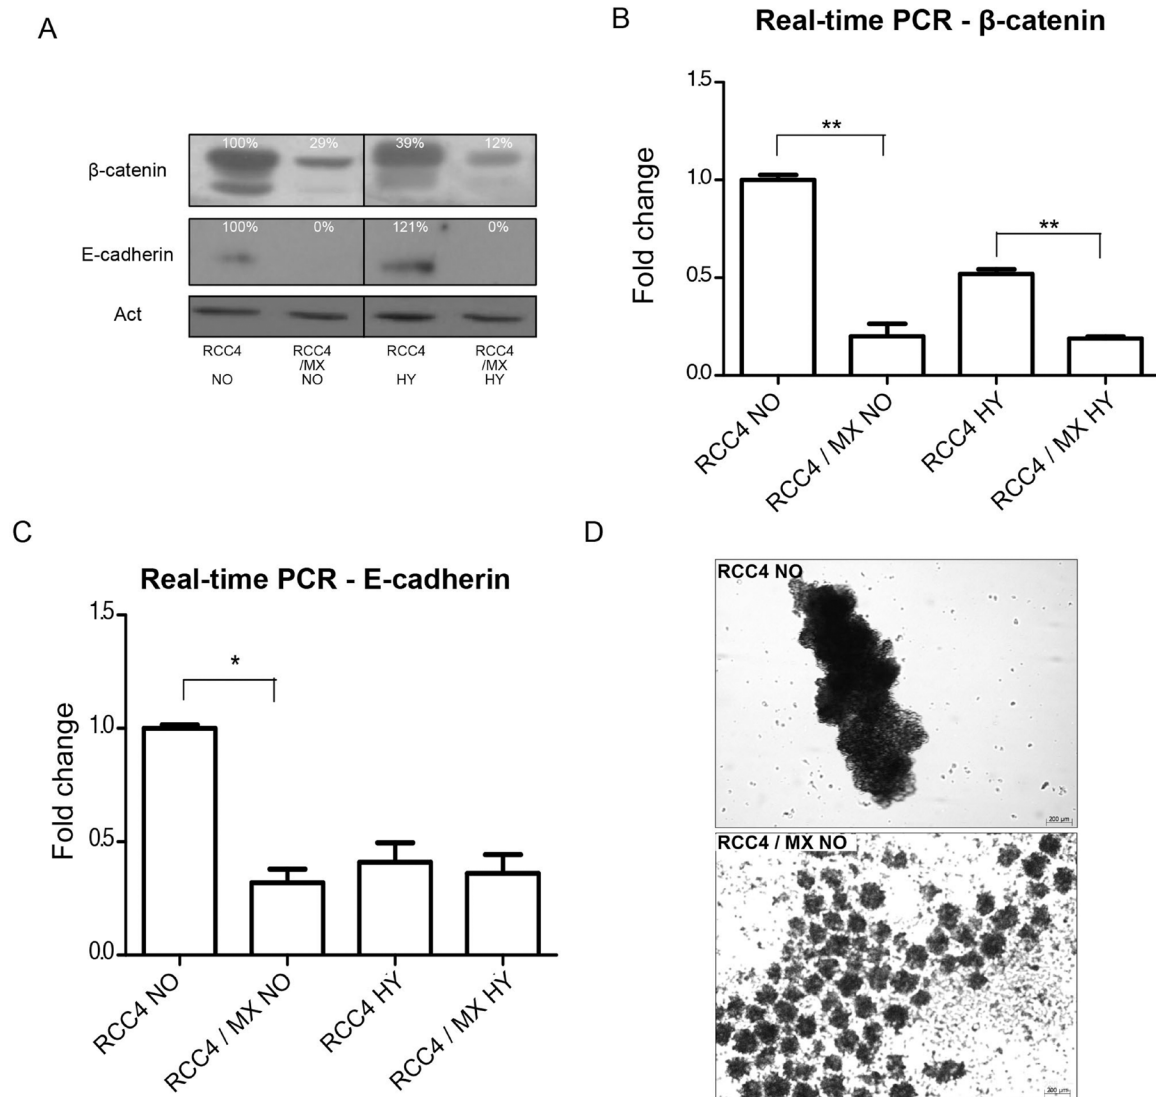 A
100% 29% 39% 12%
β-catenin
100% 0% 121% 0%
E-cadherin
Act
RCC4 RCC4 RCC4 RCC4
/MX /MX
NO NO HY HY
B
Real-time PCR - β-catenin
Fold change
1.5
1.0
0.5
0.0
**
**
RCC4 NO
RCC4 / MX NO
RCC4 HY
RCC4 / MX HY
C
Real-time PCR - E-cadherin
Fold change
1.5
1.0
0.5
0.0
*
RCC4 NO
RCC4 / MX NO
RCC4 HY
RCC4 / MX HY
D
RCC4 NO
200 µm
RCC4 / MX NO
200 µm